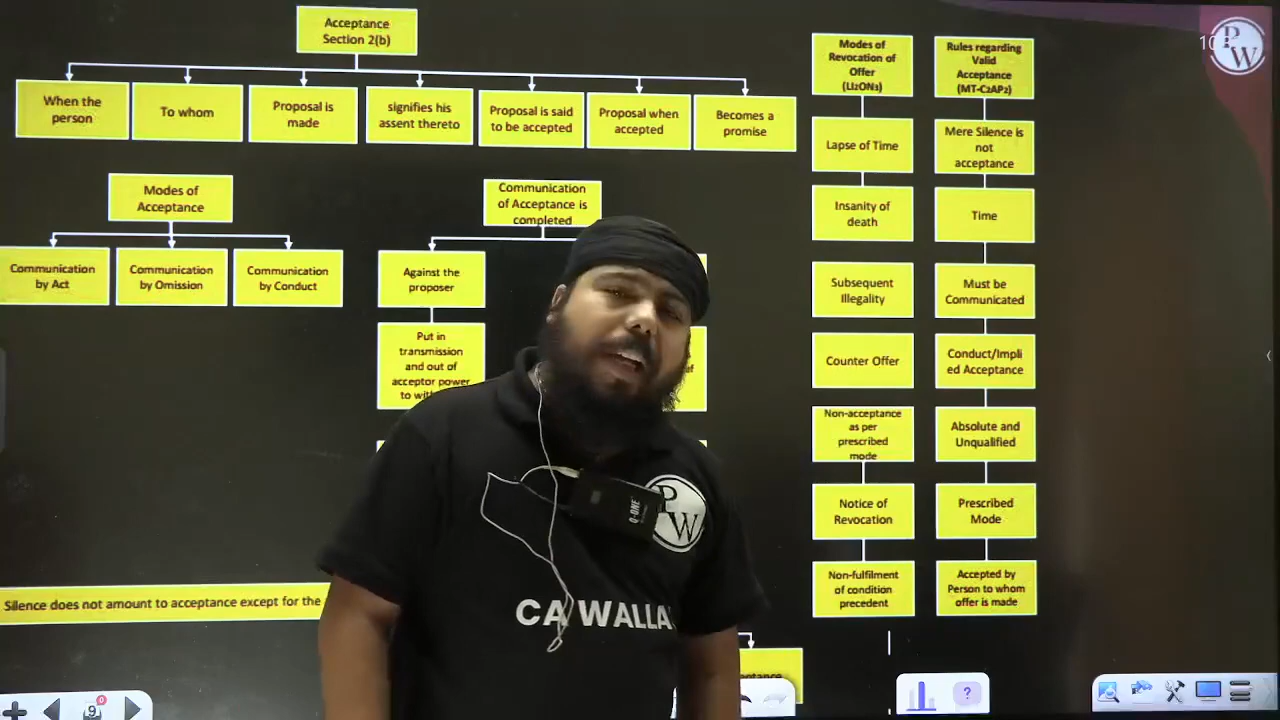 Acceptance
Section 2(b)
When the
person
To whom
Proposal is
made
signifies his
assent thereto
Proposal is said
to be accepted
Proposal when
accepted
Becomes a
promise
Modes of
Acceptance
Communication
by Act
Communication
by Omission
Communication
by Conduct
Communication
of Acceptance is
completed
Against the
proposer
Put in
transmission
and out of
acceptor power
to
Silence does not amount to acceptance except for the
Modes of
Revocation of
Offer
(LI2ON3)
Lapse of Time
Insanity of
death
Subsequent
Illegality
Counter Offer
Non-acceptance
as per
prescribed
mode
Notice of
Revocation
Non-fulfilment
of condition
precedent
Rules regarding
Valid
Acceptance
(MT-C2AP2)
Mere Silence is
not
acceptance
Time
Must be
Communicated
Conduct/Impli
ed Acceptance
Absolute and
Unqualified
Prescribed
Mode
Accepted by
Person to whom
offer is made
PW
Q-ONE
PW
CA WALLA
9
0
?